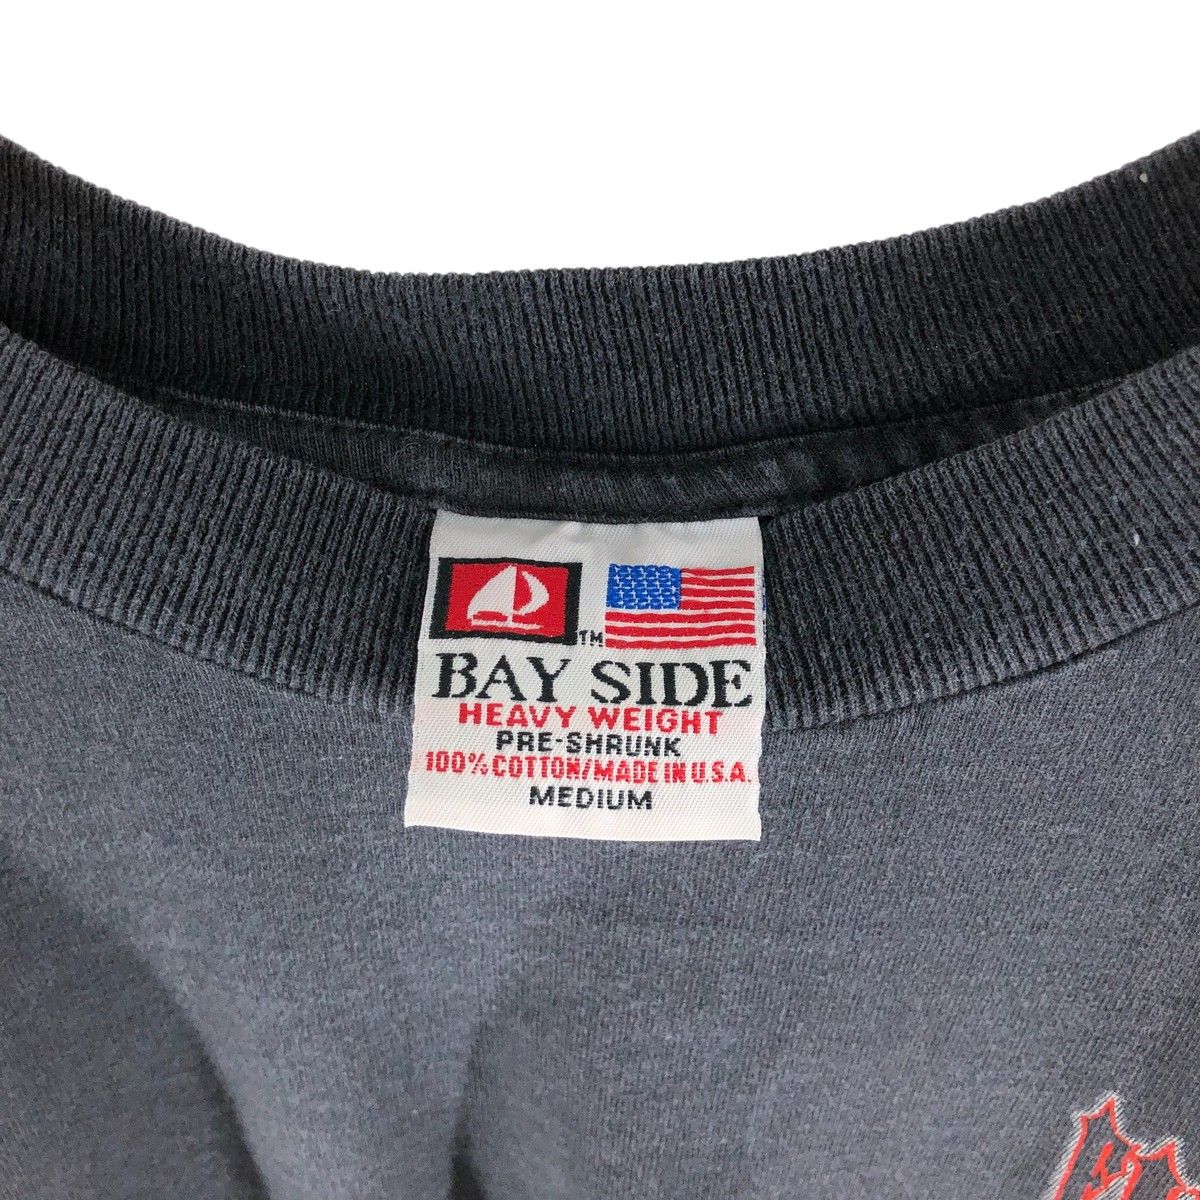 TM
BAY SIDE
HEAVY WEIGHT
PRE-SHRUNK
100% COTTON/MADE IN U.S.A.
MEDIUM